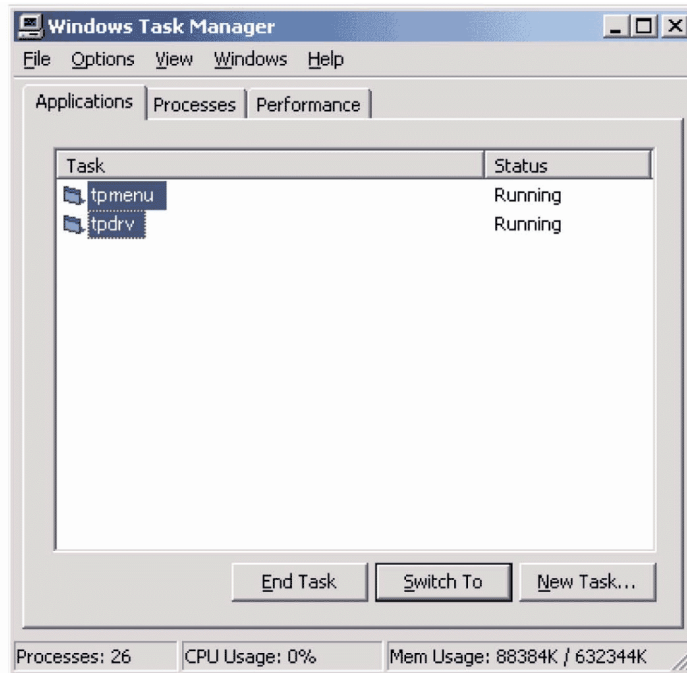 Windows Task Manager
File Options View Windows Help
Applications Processes Performance
Task Status
tpmenu Running
tpdrv Running
End Task Switch To New Task...
Processes: 26 CPU Usage: 0% Mem Usage: 88384K / 632344K